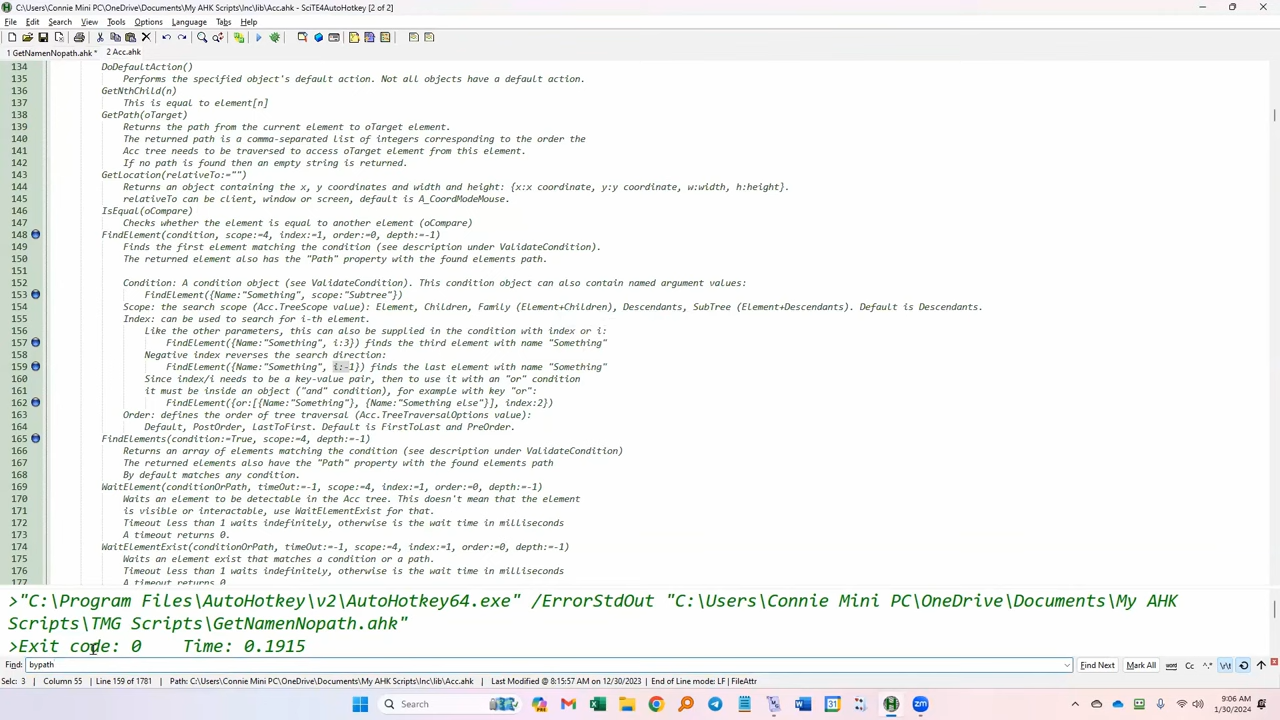 C:\Users\Connie Mini PC\OneDrive\Documents\My AHK Scripts\Inc\lib\Acc.ahk - SciTE4AutoHotkey [2 of 2]
File Edit Search View Tools Options Language Tabs Help
1 GetNamenNopath.ahk * 2 Acc.ahk
134 DoDefaultAction()
135 Performs the specified object's default action. Not all objects have a default action.
136 GetNthChild(n)
137 This is equal to element[n]
138 GetPath(oTarget)
139 Returns the path from the current element to oTarget element.
140 The returned path is a comma-separated list of integers corresponding to the order the
141 Acc tree needs to be traversed to access oTarget element from this element.
142 If no path is found then an empty string is returned.
143 GetLocation(relativeTo:="")
144 Returns an object containing the x, y coordinates and width and height: {x:x coordinate, y:y coordinate, w:width, h:height}.
145 relativeTo can be client, window or screen, default is A_CoordModeMouse.
146 IsEqual(oCompare)
147 Checks whether the element is equal to another element (oCompare)
148 FindElement(condition, scope:=4, index:=1, order:=0, depth:=-1)
149 Finds the first element matching the condition (see description under ValidateCondition).
150 The returned element also has the "Path" property with the found elements path.
151
152 Condition: A condition object (see ValidateCondition). This condition object can also contain named argument values:
153 FindElement({Name:"Something", scope:"Subtree"})
154 Scope: the search scope (Acc.TreeScope value): Element, Children, Family (Element+Children), Descendants, SubTree (Element+Descendants). Default is Descendants.
155 Index: can be used to search for i-th element.
156 Like the other parameters, this can also be supplied in the condition with index or i:
157 FindElement({Name:"Something", i:3}) finds the third element with name "Something"
158 Negative index reverses the search direction:
159 FindElement({Name:"Something", i:-1}) finds the last element with name "Something"
160 Since index/i needs to be a key-value pair, then to use it with an "or" condition
161 it must be inside an object ("and" condition), for example with key "or":
162 FindElement({or:[{Name:"Something"}, {Name:"Something else"}], index:2})
163 Order: defines the order of tree traversal (Acc.TreeTraversalOptions value):
164 Default, PostOrder, LastToFirst. Default is FirstToLast and PreOrder.
165 FindElements(condition:=True, scope:=4, depth:=-1)
166 Returns an array of elements matching the condition (see description under ValidateCondition)
167 The returned elements also have the "Path" property with the found elements path
168 By default matches any condition.
169 WaitElement(conditionOrPath, timeOut:=-1, scope:=4, index:=1, order:=0, depth:=-1)
170 Waits an element to be detectable in the Acc tree. This doesn't mean that the element
171 is visible or interactable, use WaitElementExist for that.
172 Timeout less than 1 waits indefinitely, otherwise is the wait time in milliseconds
173 A timeout returns 0.
174 WaitElementExist(conditionOrPath, timeOut:=-1, scope:=4, index:=1, order:=0, depth:=-1)
175 Waits an element exist that matches a condition or a path.
176 Timeout less than 1 waits indefinitely, otherwise is the wait time in milliseconds
177 A timeout returns 0.
>"C:\Program Files\AutoHotkey\v2\AutoHotkey64.exe" /ErrorStdOut "C:\Users\Connie Mini PC\OneDrive\Documents\My AHK
Scripts\TMG Scripts\GetNamenNopath.ahk"
>Exit code: 0 Time: 0.1915
Find: bypath Find Next Mark All word Cc ^.* \r\t
Selc: 3 Column 55 Line 159 of 1781 Path: C:\Users\Connie Mini PC\OneDrive\Documents\My AHK Scripts\Inc\lib\Acc.ahk Last Modified @ 8:15:57 AM on 12/30/2023 End of Line mode: LF | FileAttr
Search
9:06 AM
1/30/2024